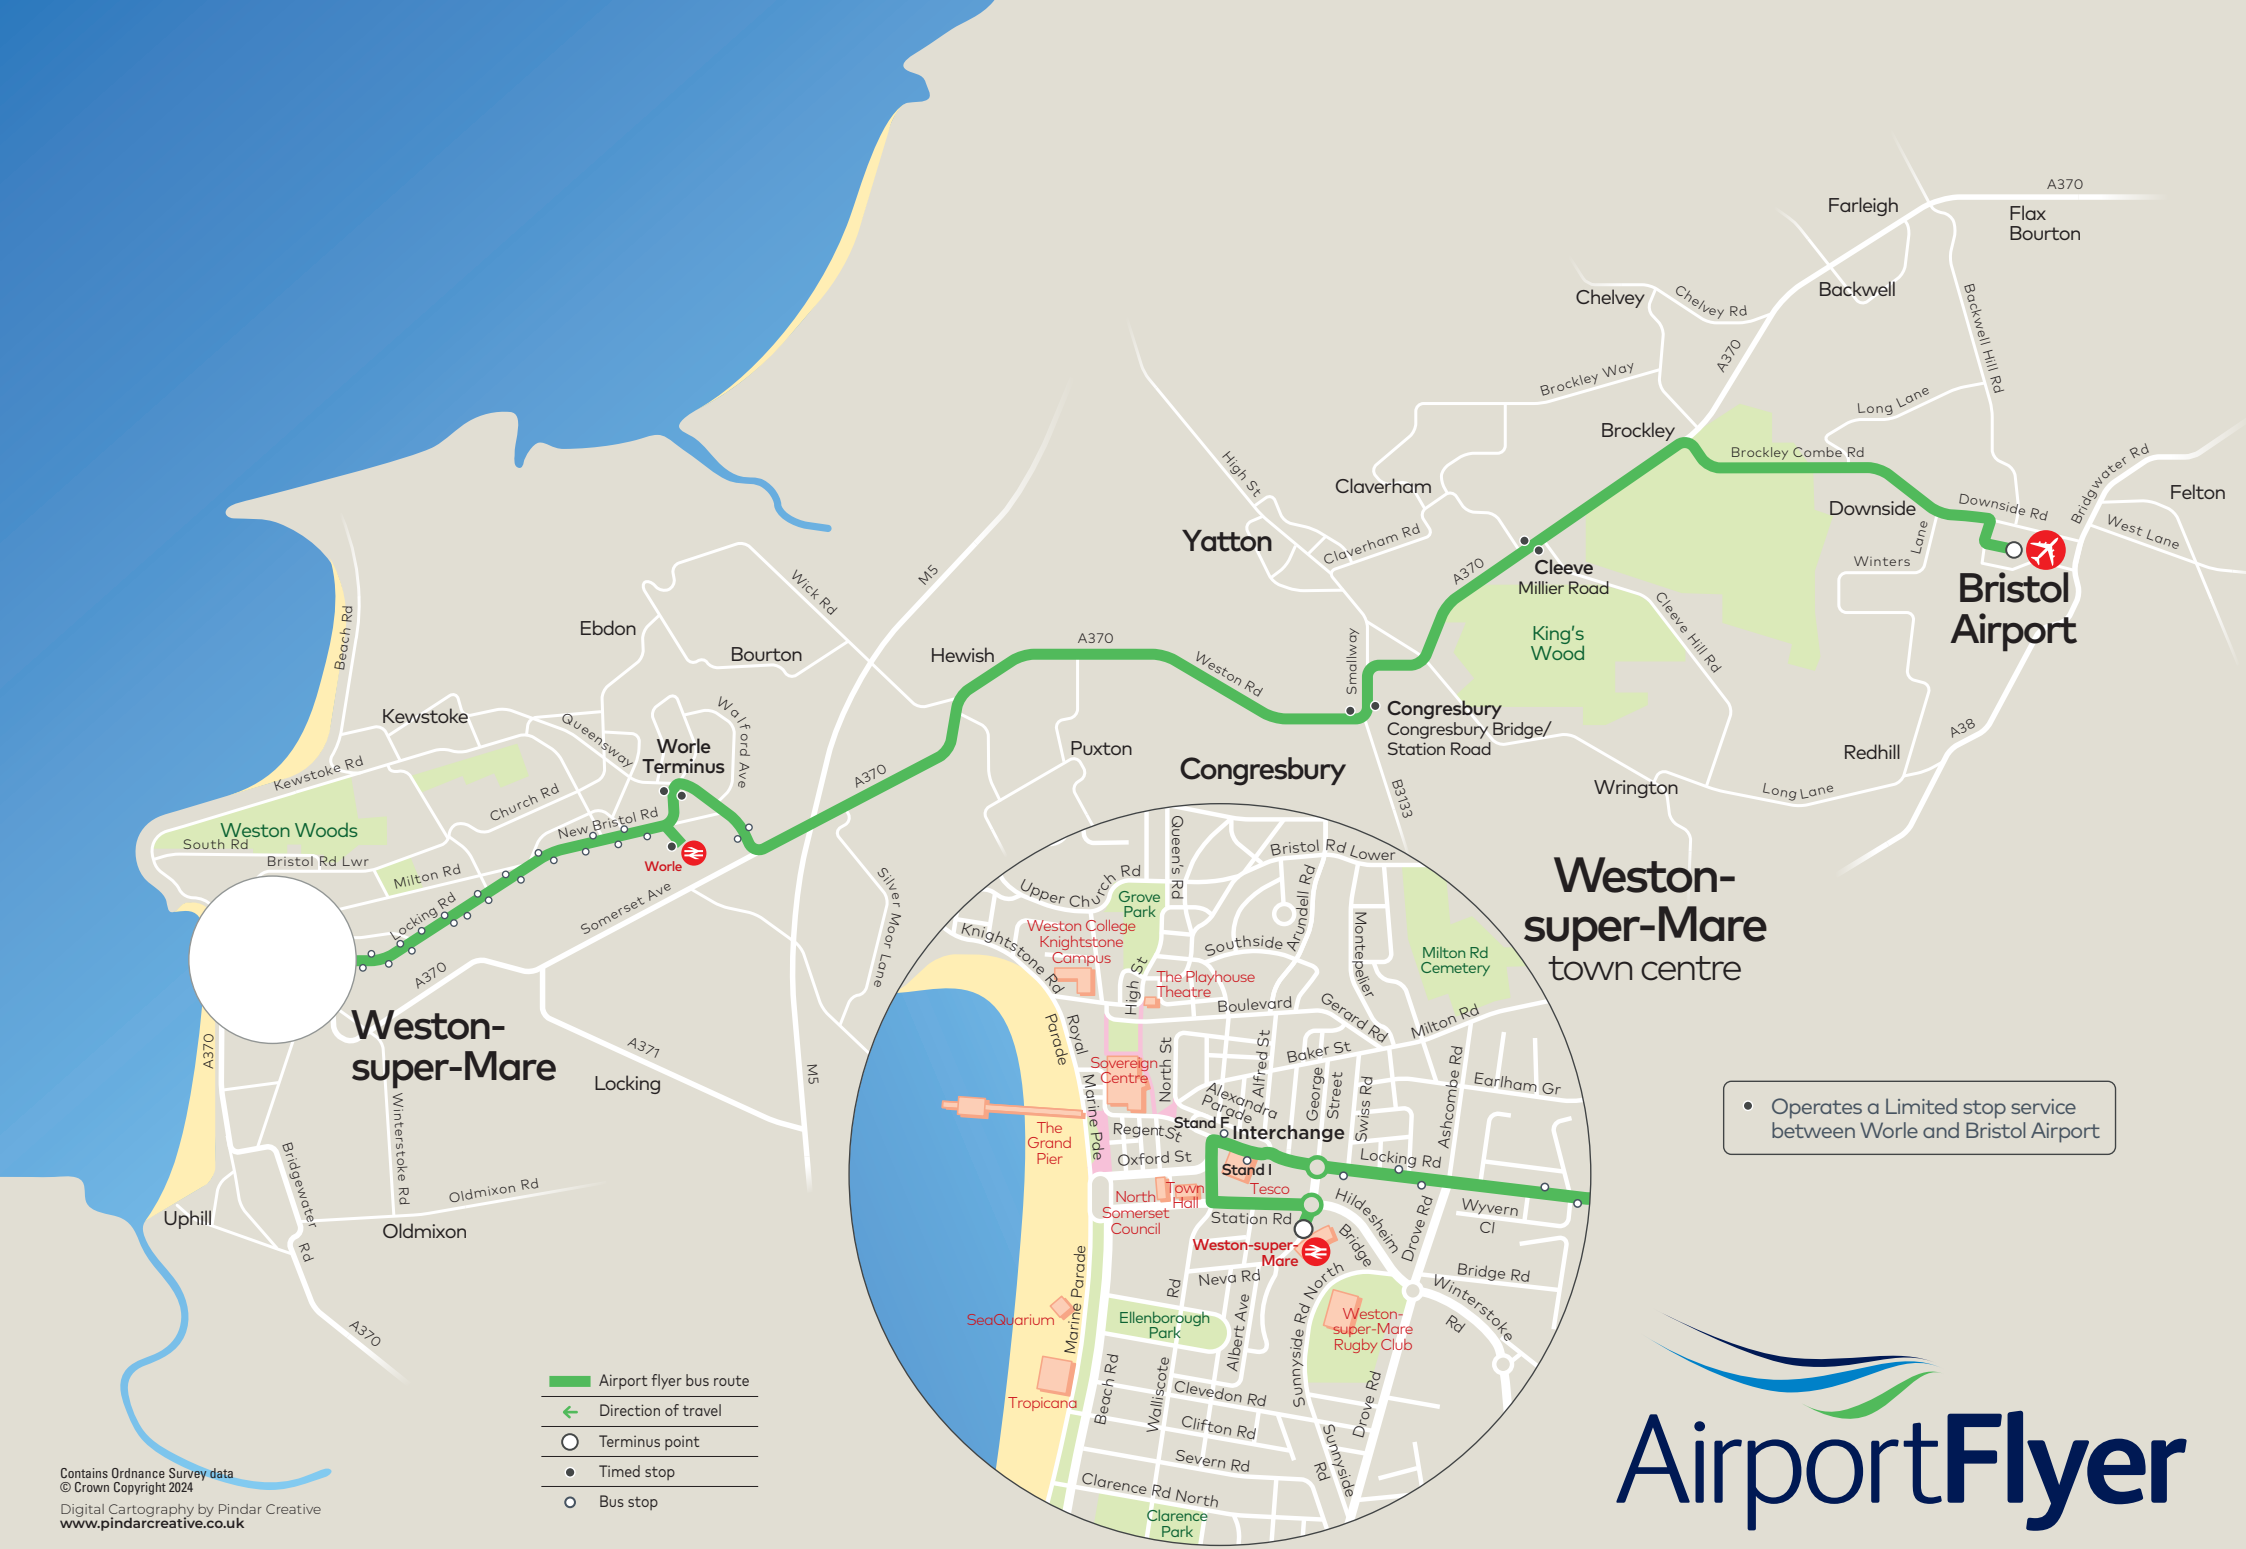 A370
Farleigh
Flax
Bourton
Backwell
Chelvey
Chelvey Rd
Backwell Hill Rd
A370
Brockley Way
Long Lane
Brockley
Brockley Combe Rd
Bridgwater Rd
High St
Claverham
Felton
Downside
Downside Rd
West Lane
Yatton
Claverham Rd
Winters
Lane
A370
Cleeve
Millier Road
Bristol
Airport
M5
Wick Rd
Beach Rd
Ebdon
Bourton
Hewish
A370
Weston Rd
Smallway
King's
Wood
Cleeve Hill Rd
Congresbury
Congresbury Bridge/
Station Road
Kewstoke
Queensway
Walford Ave
Worle
Terminus
Puxton
A38
Redhill
Kewstoke Rd
Church Rd
A370
Congresbury
B3133
Wrington
Long Lane
Weston Woods
South Rd
Bristol Rd Lwr
New Bristol Rd
Worle
Milton Rd
Locking Rd
Somerset Ave
Silver Moor Lane
A370
Weston-
super-Mare
A370
A371
Locking
M5
Winterstoke Rd
Bridgewater
Rd
Oldmixon Rd
Uphill
Oldmixon
A370
Weston-
super-Mare
town centre
Queen's Rd
Bristol Rd Lower
Upper Church Rd
Grove
Park
Arundell Rd
Weston College
Knightstone
Campus
Knightstone Rd
Southside
Montepelier
Milton Rd
Cemetery
High St
The Playhouse
Theatre
Boulevard
Gerard Rd
Milton Rd
Royal
Parade
Sovereign
Centre
North St
Alfred St
Baker St
George
Street
Swiss Rd
Ashcombe Rd
Earlham Gr
Alexandra
Parade
Marine Pde
The
Grand
Pier
Regent St
Stand F
Interchange
Oxford St
Stand I
Locking Rd
Tesco
Town
Hall
North
Somerset
Council
Station Rd
Hildesheim
Bridge
Drove Rd
Wyvern
Cl
Weston-super-
Mare
Neva Rd
Bridge Rd
Winterstoke
Rd
Marine Parade
SeaQuarium
Ellenborough
Park
Rd
Walliscote
Albert Ave
Sunnyside Rd North
Weston-
super-Mare
Rugby Club
Tropicana
Beach Rd
Clevedon Rd
Clifton Rd
Severn Rd
Drove Rd
Sunnyside
Rd
Clarence Rd North
Clarence
Park
Operates a Limited stop service
between Worle and Bristol Airport
Airport flyer bus route
Direction of travel
Terminus point
Timed stop
Bus stop
Contains Ordnance Survey data
© Crown Copyright 2024
Digital Cartography by Pindar Creative
www.pindarcreative.co.uk
AirportFlyer